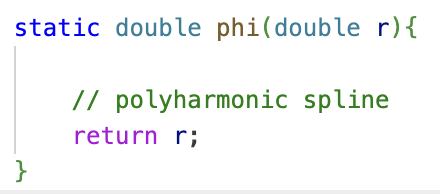 static double phi(double r){
// polyharmonic spline
return r;
}